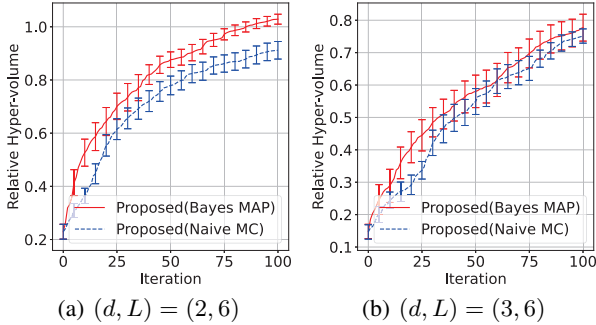 1.0
0.8
0.6
0.4
0.2
Relative Hyper-volume
Proposed(Bayes MAP)
Proposed(Naive MC)
0 25 50 75 100
Iteration
(a) (d, L) = (2, 6)
0.8
0.7
0.6
0.5
0.4
0.3
0.2
0.1
Relative Hyper-volume
Proposed(Bayes MAP)
Proposed(Naive MC)
0 25 50 75 100
Iteration
(b) (d, L) = (3, 6)